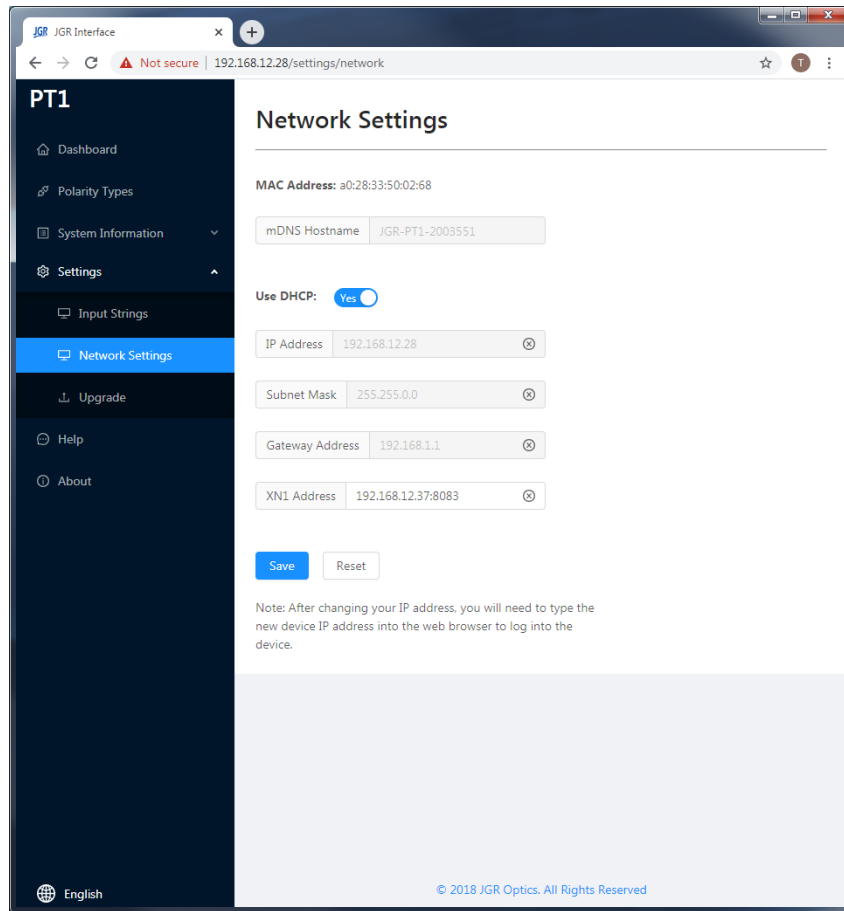 JGR JGR Interface
Not secure | 192.168.12.28/settings/network
T
PT1
Dashboard
Polarity Types
System Information
Settings
Input Strings
Network Settings
Upgrade
Help
About
English
Network Settings
MAC Address: a0:28:33:50:02:68
mDNS Hostname JGR-PT1-2003551
Use DHCP: Yes
IP Address 192.168.12.28
Subnet Mask 255.255.0.0
Gateway Address 192.168.1.1
XN1 Address 192.168.12.37:8083
Save Reset
Note: After changing your IP address, you will need to type the
new device IP address into the web browser to log into the
device.
© 2018 JGR Optics. All Rights Reserved